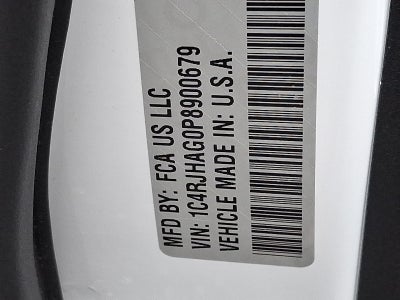 MFD BY: FCA US LLC
VIN: 1C4RJHAG0P8900679
VEHICLE MADE IN: U.S.A.